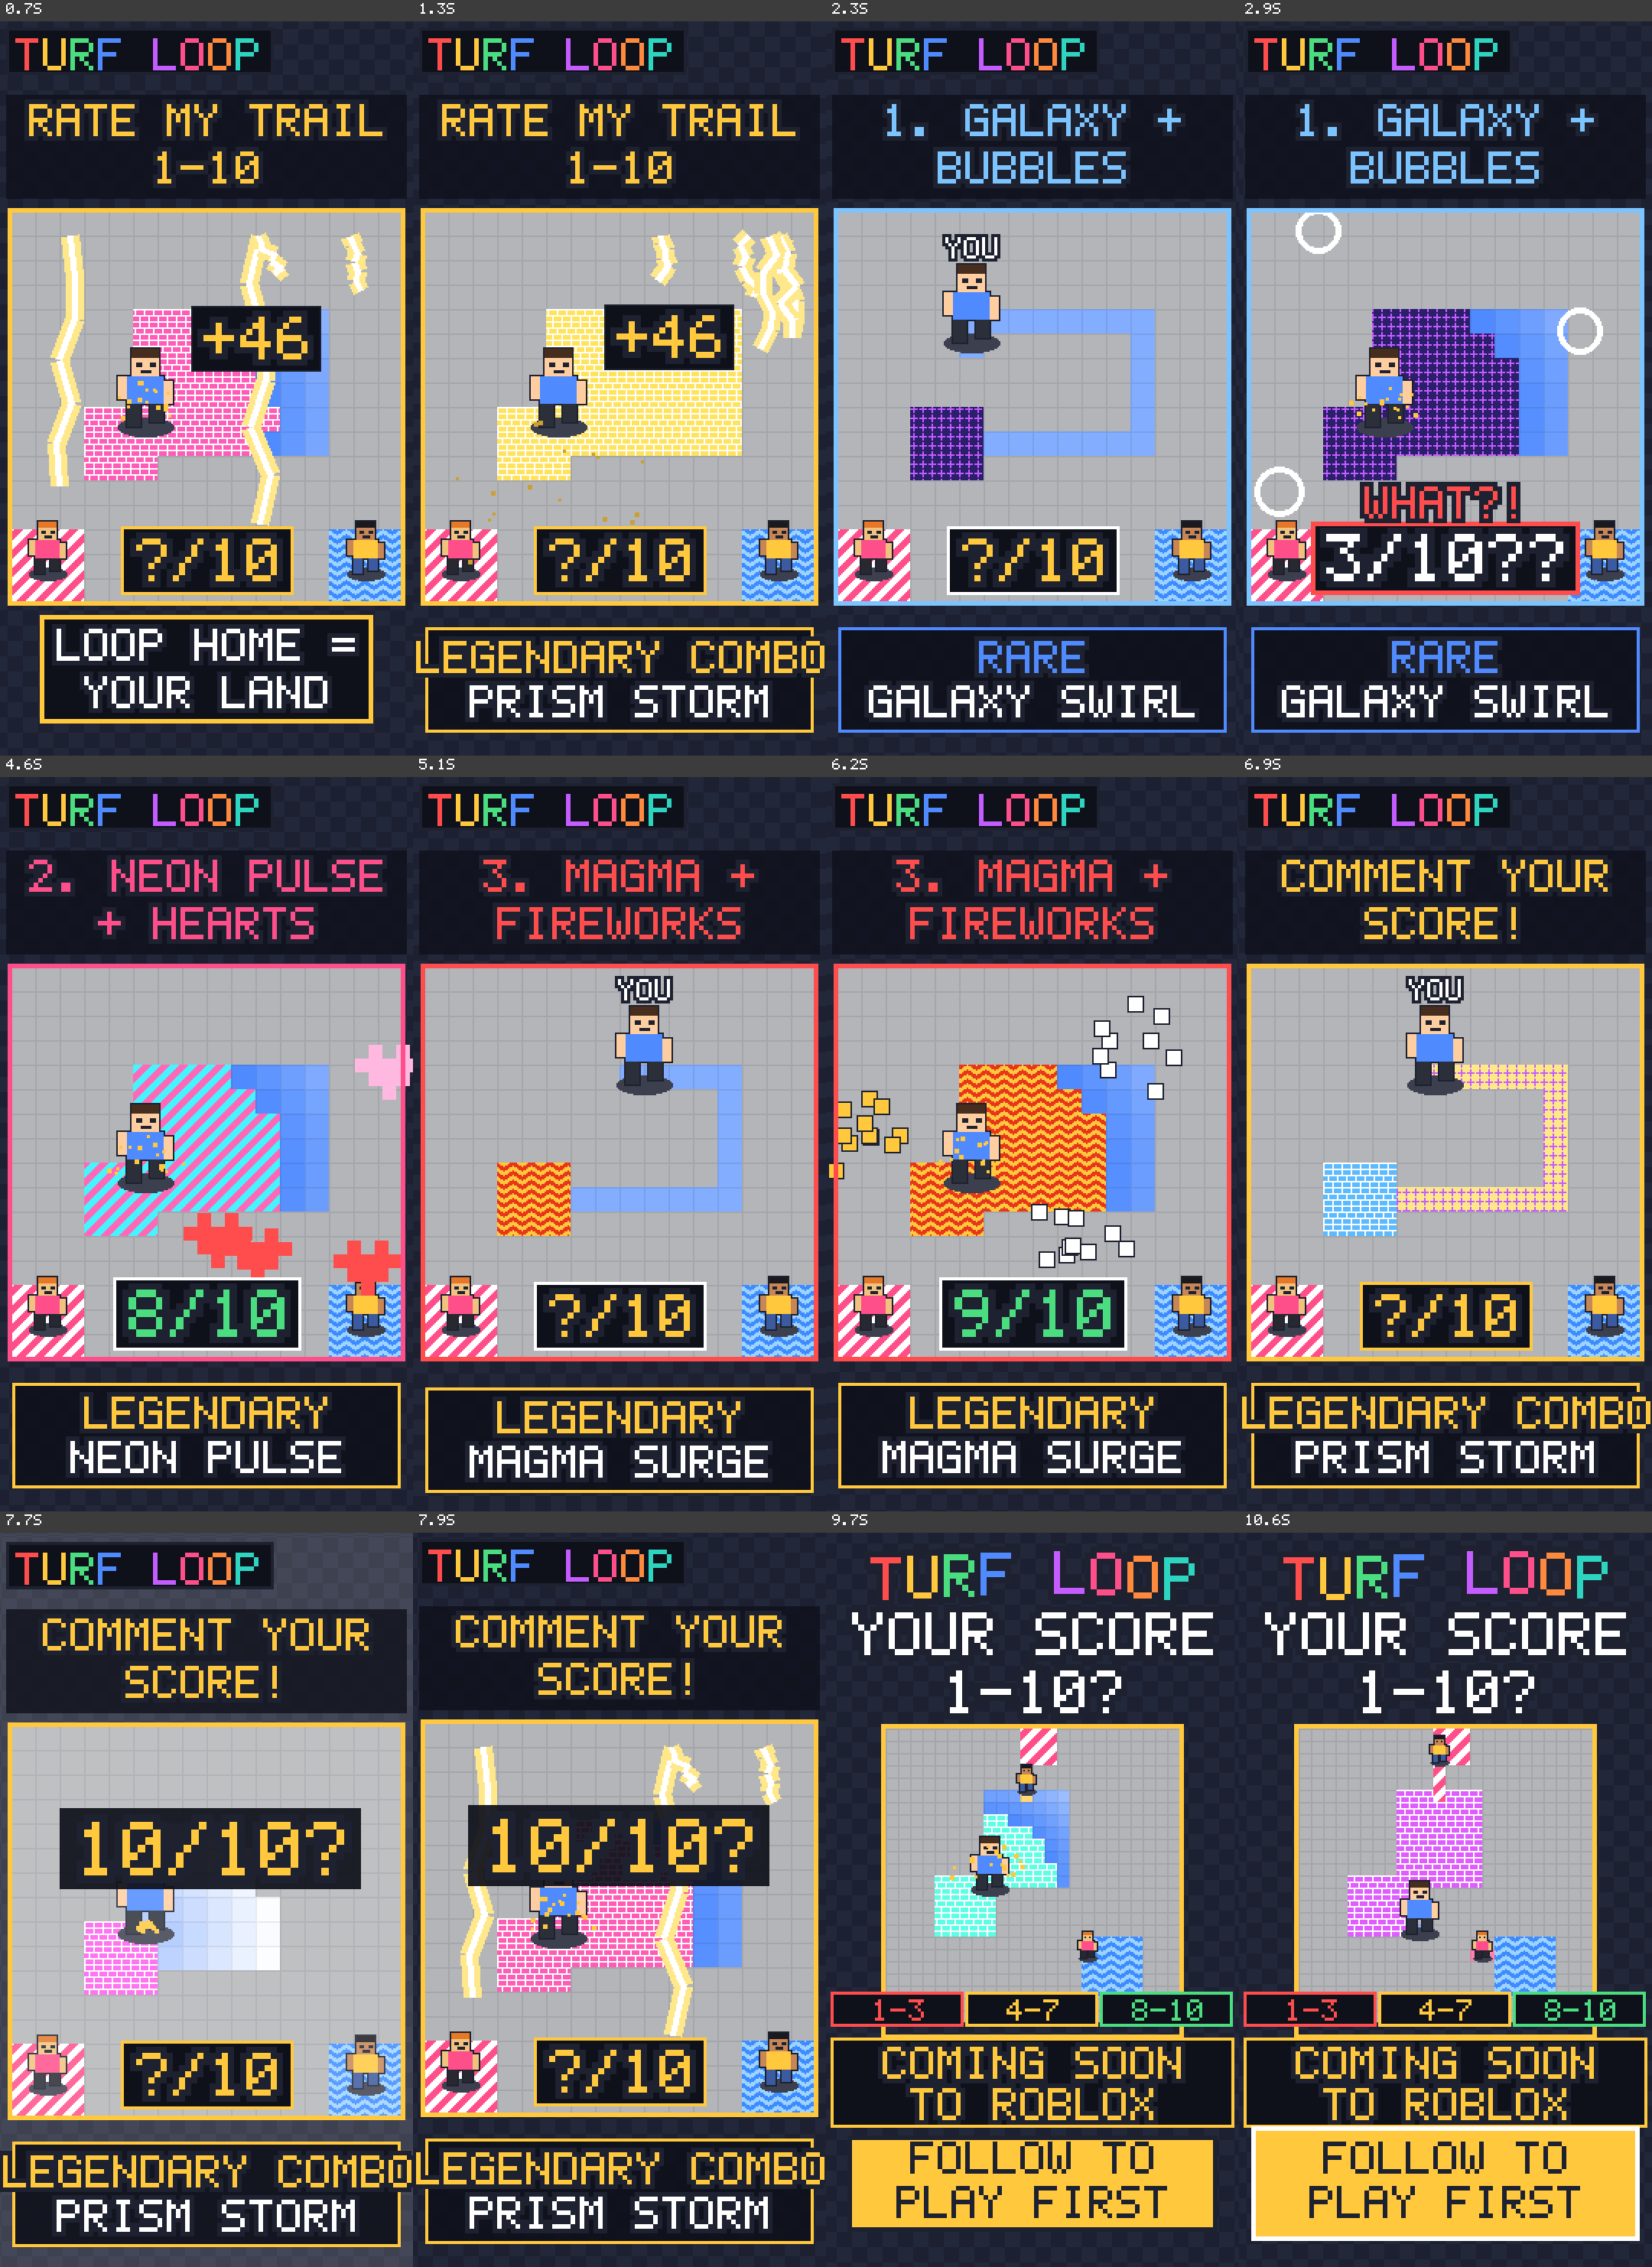 0.7S
TURF LOOP
RATE MY TRAIL
1-10
+46
?/10
LOOP HOME =
YOUR LAND
1.3S
TURF LOOP
RATE MY TRAIL
1-10
+46
?/10
LEGENDARY COMBO
PRISM STORM
2.3S
TURF LOOP
1. GALAXY +
BUBBLES
YOU
?/10
RARE
GALAXY SWIRL
2.9S
TURF LOOP
1. GALAXY +
BUBBLES
WHAT?!
3/10??
RARE
GALAXY SWIRL
4.6S
TURF LOOP
2. NEON PULSE
+ HEARTS
8/10
LEGENDARY
NEON PULSE
5.1S
TURF LOOP
3. MAGMA +
FIREWORKS
YOU
?/10
LEGENDARY
MAGMA SURGE
6.2S
TURF LOOP
3. MAGMA +
FIREWORKS
9/10
LEGENDARY
MAGMA SURGE
6.9S
TURF LOOP
COMMENT YOUR
SCORE!
YOU
?/10
LEGENDARY COMBO
PRISM STORM
7.7S
TURF LOOP
COMMENT YOUR
SCORE!
10/10?
?/10
LEGENDARY COMBO
PRISM STORM
7.9S
TURF LOOP
COMMENT YOUR
SCORE!
10/10?
?/10
LEGENDARY COMBO
PRISM STORM
9.7S
TURF LOOP
YOUR SCORE
1-10?
1-3 4-7 8-10
COMING SOON
TO ROBLOX
FOLLOW TO
PLAY FIRST
10.6S
TURF LOOP
YOUR SCORE
1-10?
1-3 4-7 8-10
COMING SOON
TO ROBLOX
FOLLOW TO
PLAY FIRST